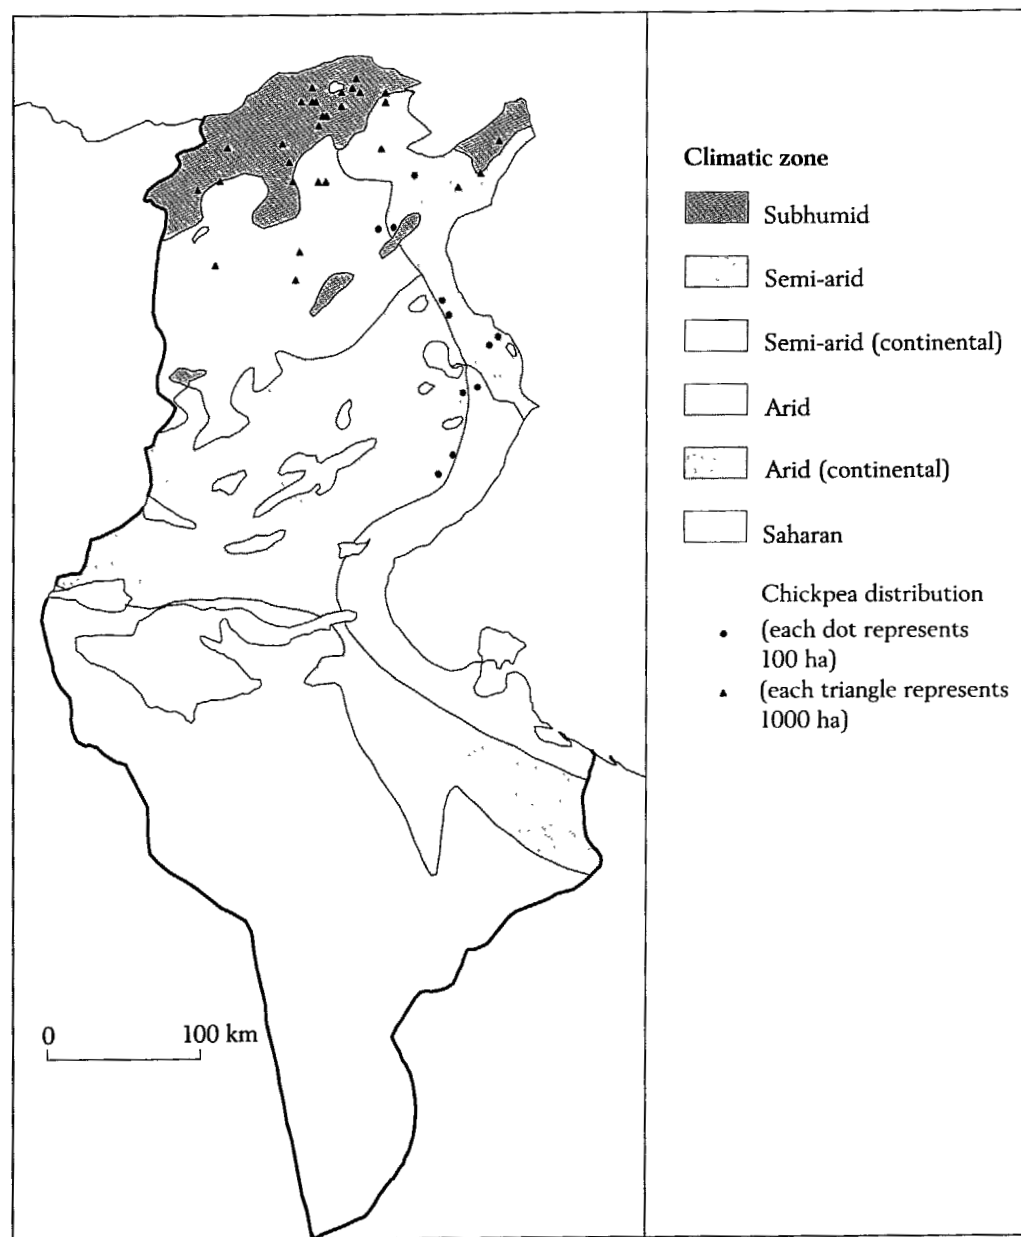 Climatic zone
Subhumid
Semi-arid
Semi-arid (continental)
Arid
Arid (continental)
Saharan
Chickpea distribution
(each dot represents
100 ha)
(each triangle represents
1000 ha)
0 100 km